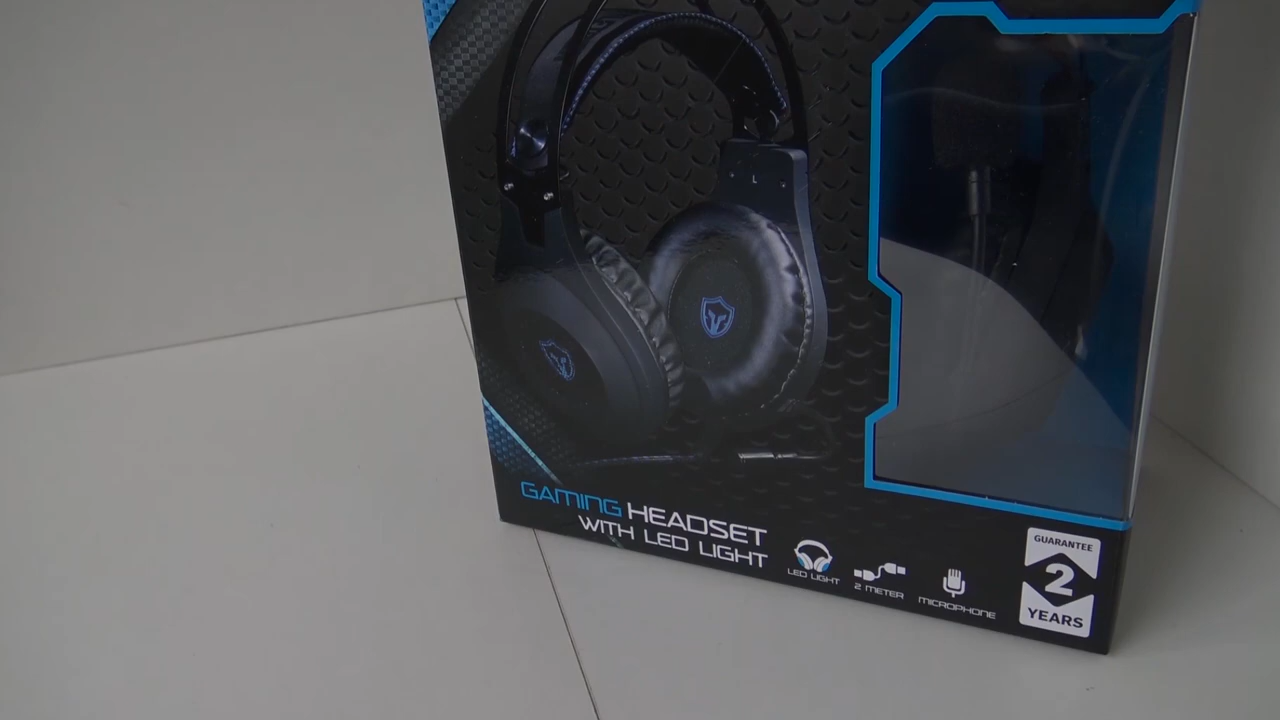 L
GAMING HEADSET
WITH LED LIGHT
LED LIGHT
2 METER
MICROPHONE
GUARANTEE
2
YEARS